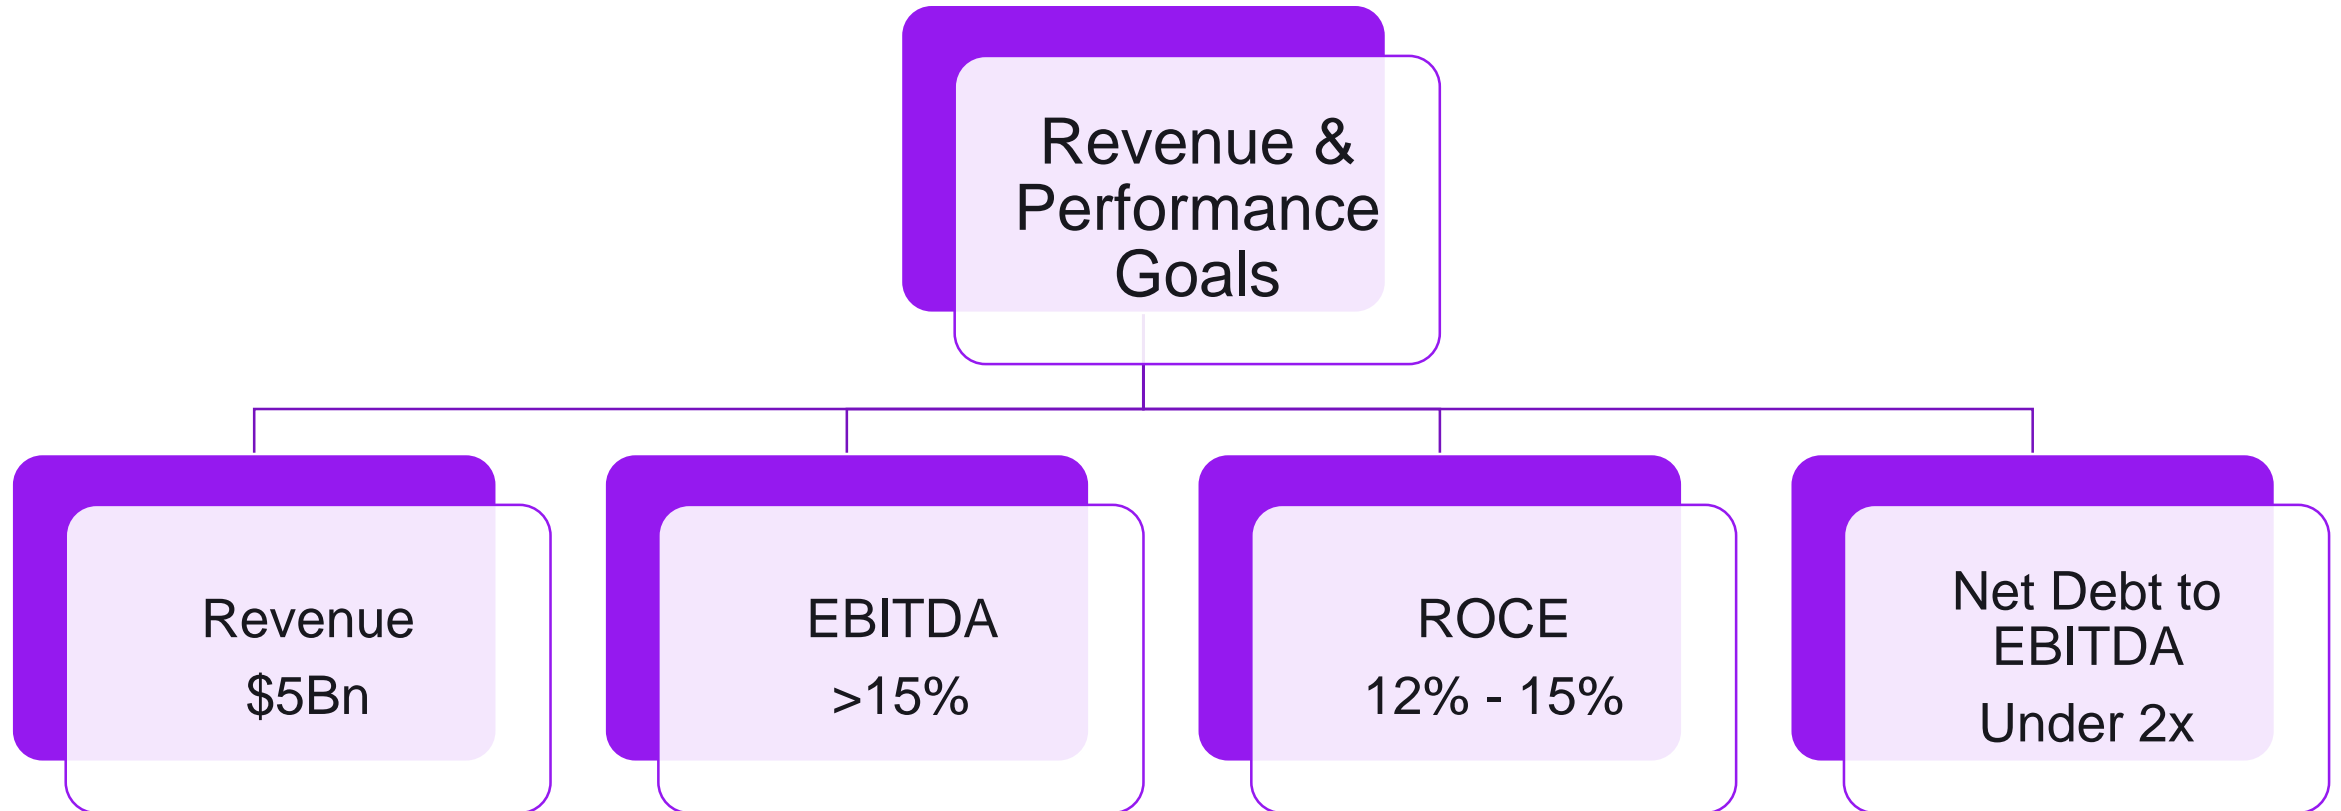 Revenue &
Performance
Goals
Revenue
$5Bn
EBITDA
>15%
ROCE
12% - 15%
Net Debt to
EBITDA
Under 2x